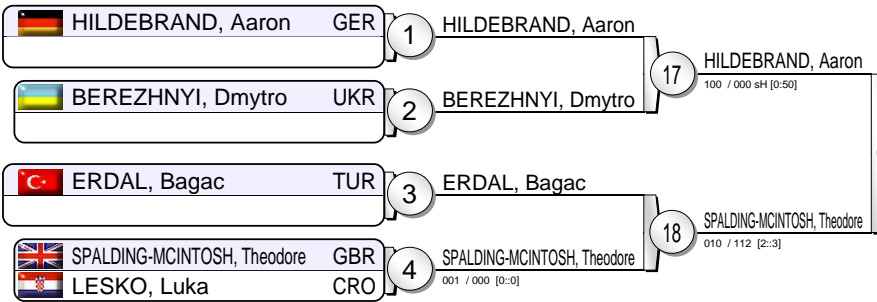 HILDEBRAND, Aaron GER
1
HILDEBRAND, Aaron
17
HILDEBRAND, Aaron
100 / 000 sH [0:50]
BEREZHNYI, Dmytro UKR
2
BEREZHNYI, Dmytro
ERDAL, Bagac TUR
3
ERDAL, Bagac
18
SPALDING-MCINTOSH, Theodore
010 / 112 [2::3]
SPALDING-MCINTOSH, Theodore GBR
4
SPALDING-MCINTOSH, Theodore
001 / 000 [0::0]
LESKO, Luka CRO